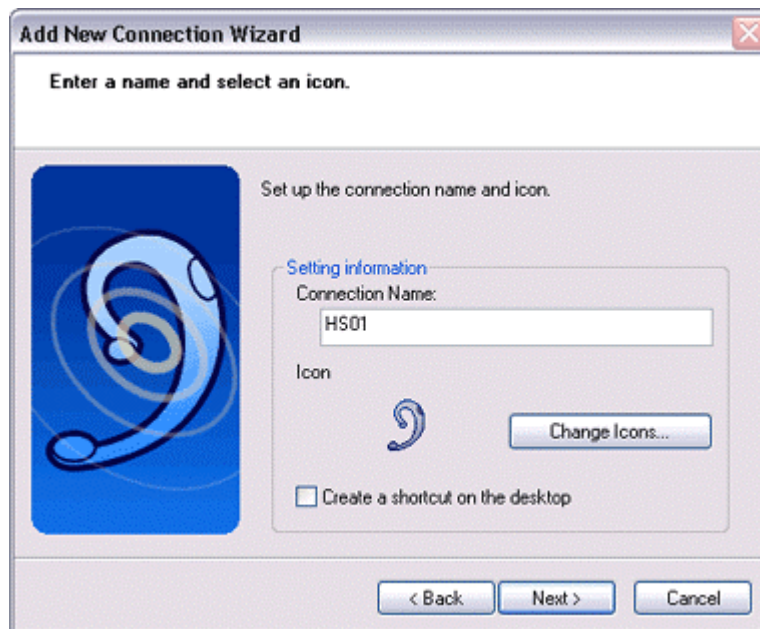 Add New Connection Wizard
Enter a name and select an icon.
Set up the connection name and icon.
Setting information
Connection Name:
HS01
Icon
Change Icons...
Create a shortcut on the desktop
< Back Next > Cancel